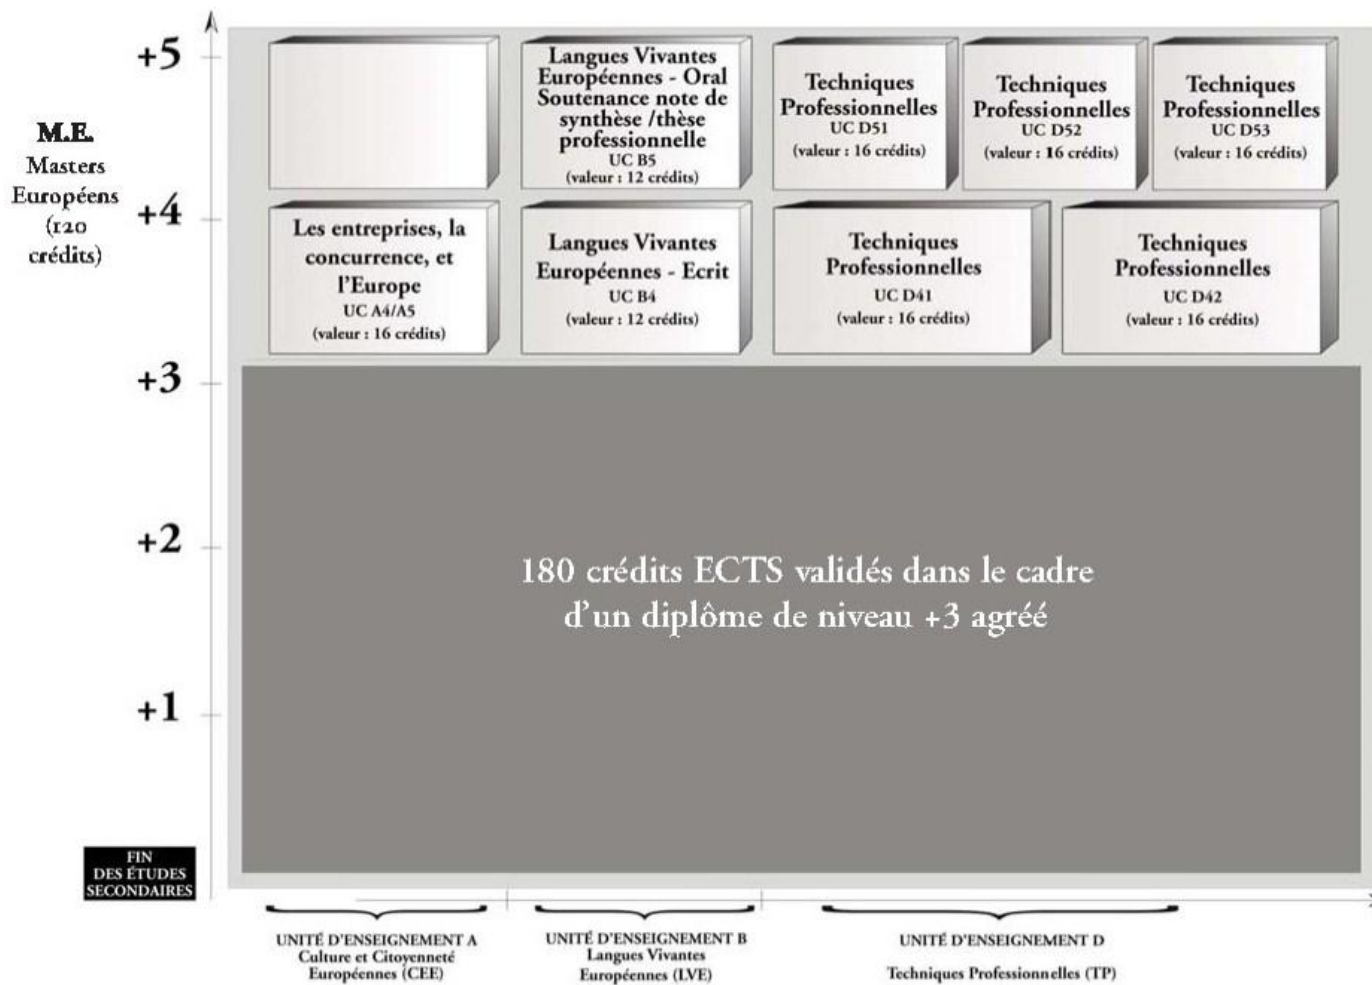 +5
M.E.
Masters
Européens
(120
crédits)
+4
+3
+2
+1
FIN
DES ÉTUDES
SECONDAIRES
Langues Vivantes
Européennes - Oral
Soutenance note de
synthèse /thèse
professionnelle
UC B5
(valeur : 12 crédits)
Techniques
Professionnelles
UC D51
(valeur : 16 crédits)
Techniques
Professionnelles
UC D52
(valeur : 16 crédits)
Techniques
Professionnelles
UC D53
(valeur : 16 crédits)
Les entreprises, la
concurrence, et
l'Europe
UC A4/A5
(valeur : 16 crédits)
Langues Vivantes
Européennes - Ecrit
UC B4
(valeur : 12 crédits)
Techniques
Professionnelles
UC D41
(valeur : 16 crédits)
Techniques
Professionnelles
UC D42
(valeur : 16 crédits)
180 crédits ECTS validés dans le cadre
d'un diplôme de niveau +3 agréé
UNITÉ D'ENSEIGNEMENT A
Culture et Citoyenneté
Européennes (CEE)
UNITÉ D'ENSEIGNEMENT B
Langues Vivantes
Européennes (LVE)
UNITÉ D'ENSEIGNEMENT D
Techniques Professionnelles (TP)